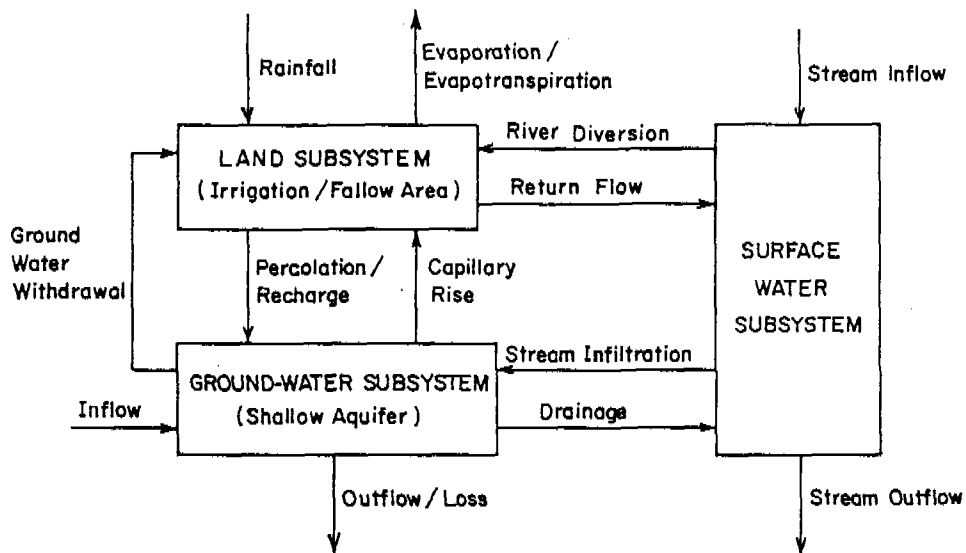 Rainfall
Evaporation /
Evapotranspiration
Stream Inflow
LAND SUBSYSTEM
( Irrigation / Fallow Area )
River Diversion
Return Flow
Ground
Water
Withdrawal
Percolation /
Recharge
Capillary
Rise
SURFACE
WATER
SUBSYSTEM
GROUND-WATER SUBSYSTEM
( Shallow Aquifer )
Stream Infiltration
Drainage
Inflow
Outflow / Loss
Stream Outflow